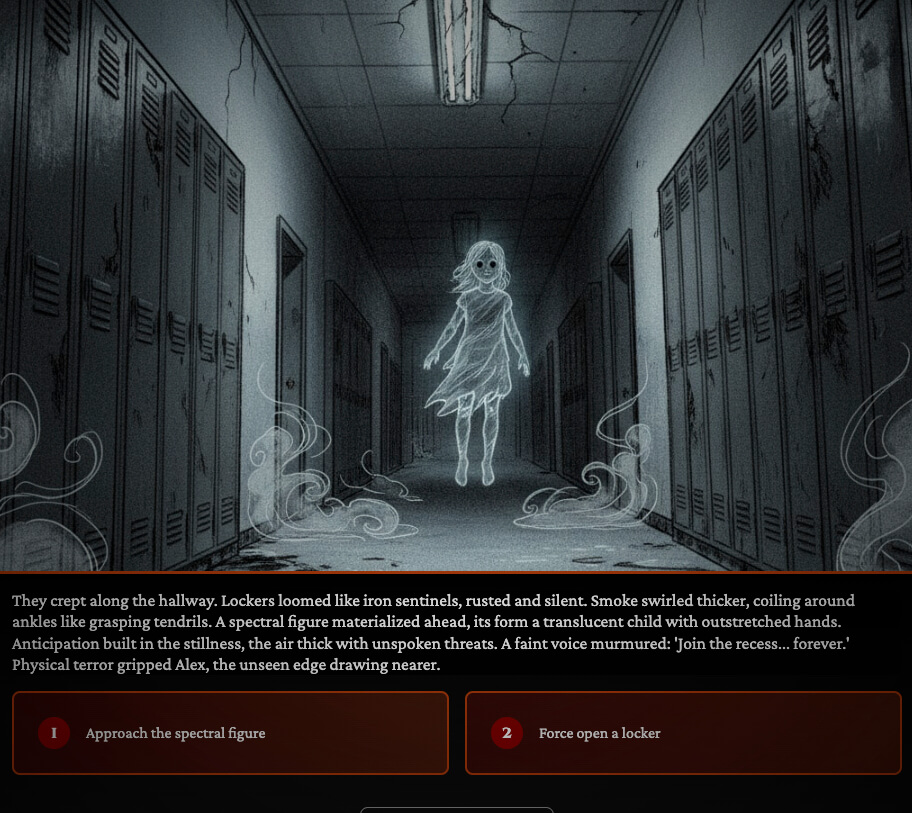 They crept along the hallway. Lockers loomed like iron sentinels, rusted and silent. Smoke swirled thicker, coiling around
ankles like grasping tendrils. A spectral figure materialized ahead, its form a translucent child with outstretched hands.
Anticipation built in the stillness, the air thick with unspoken threats. A faint voice murmured: 'Join the recess... forever.'
Physical terror gripped Alex, the unseen edge drawing nearer.
1 Approach the spectral figure
2 Force open a locker